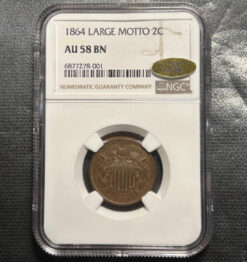 1864 LARGE MOTTO 2C
AU 58 BN
6877278-001
NUMISMATIC GUARANTY COMPANY
NGC